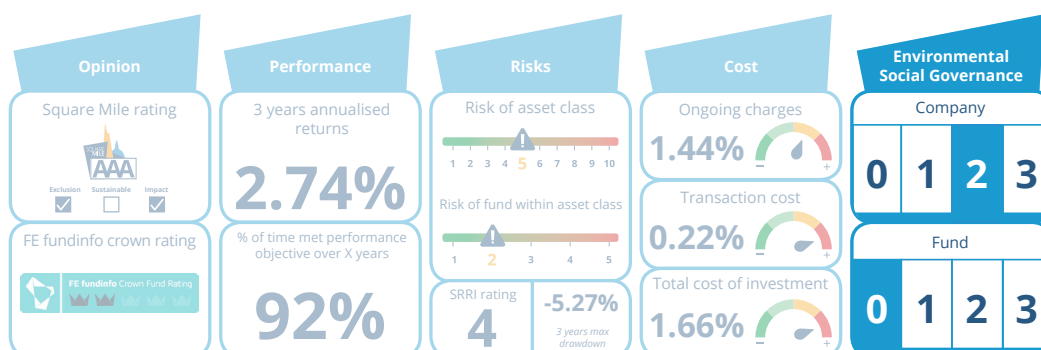 Opinion
Square Mile rating
SQUARE
MILE
AAA
Exclusion Sustainable Impact
FE fundinfo crown rating
FE fundinfo Crown Fund Rating
Performance
3 years annualised
returns
2.74%
% of time met performance
objective over X years
92%
Risks
Risk of asset class
!
1 2 3 4 5 6 7 8 9 10
Risk of fund within asset class
!
1 2 3 4 5
SRRI rating
4
-5.27%
3 years max
drawdown
Cost
Ongoing charges
1.44%
– +
Transaction cost
0.22%
– +
Total cost of investment
1.66%
– +
Environmental
Social Governance
Company
0 1 2 3
Fund
0 1 2 3